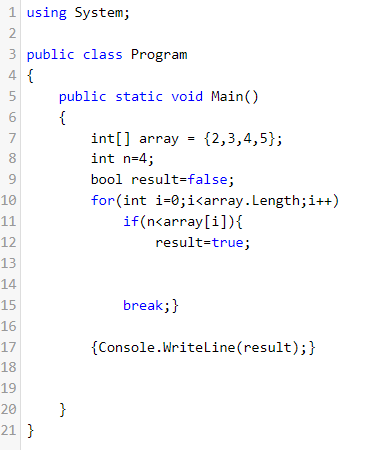 1 using System;
2
3 public class Program
4 {
5     public static void Main()
6     {
7         int[] array = {2,3,4,5};
8         int n=4;
9         bool result=false;
10         for(int i=0;i<array.Length;i++)
11             if(n<array[i]){
12                 result=true;
13
14
15             break;}
16
17         {Console.WriteLine(result);}
18
19
20     }
21 }